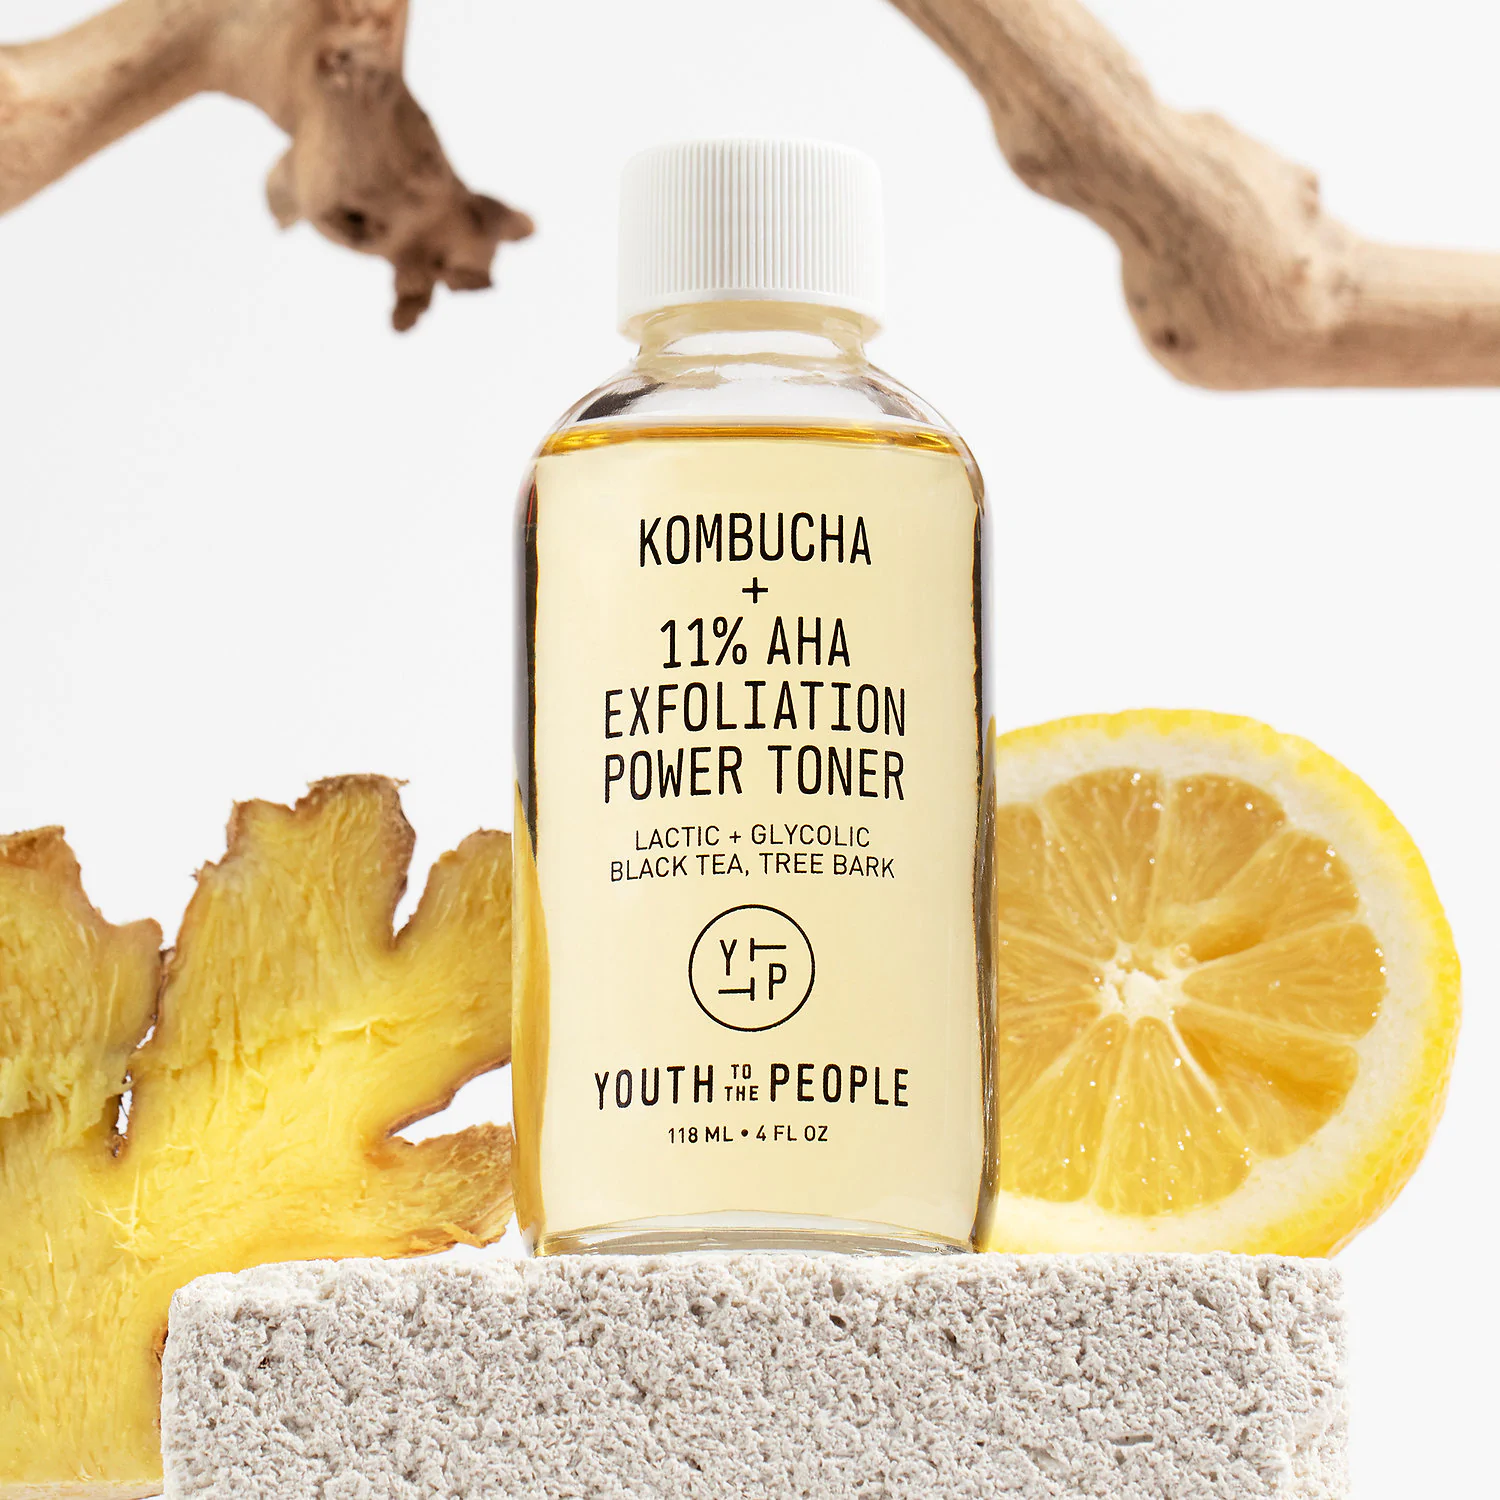 KOMBUCHA
+
11% AHA
EXFOLIATION
POWER TONER
LACTIC + GLYCOLIC
BLACK TEA, TREE BARK
YTTP
YOUTH TO THE PEOPLE
118 ML • 4 FL OZ